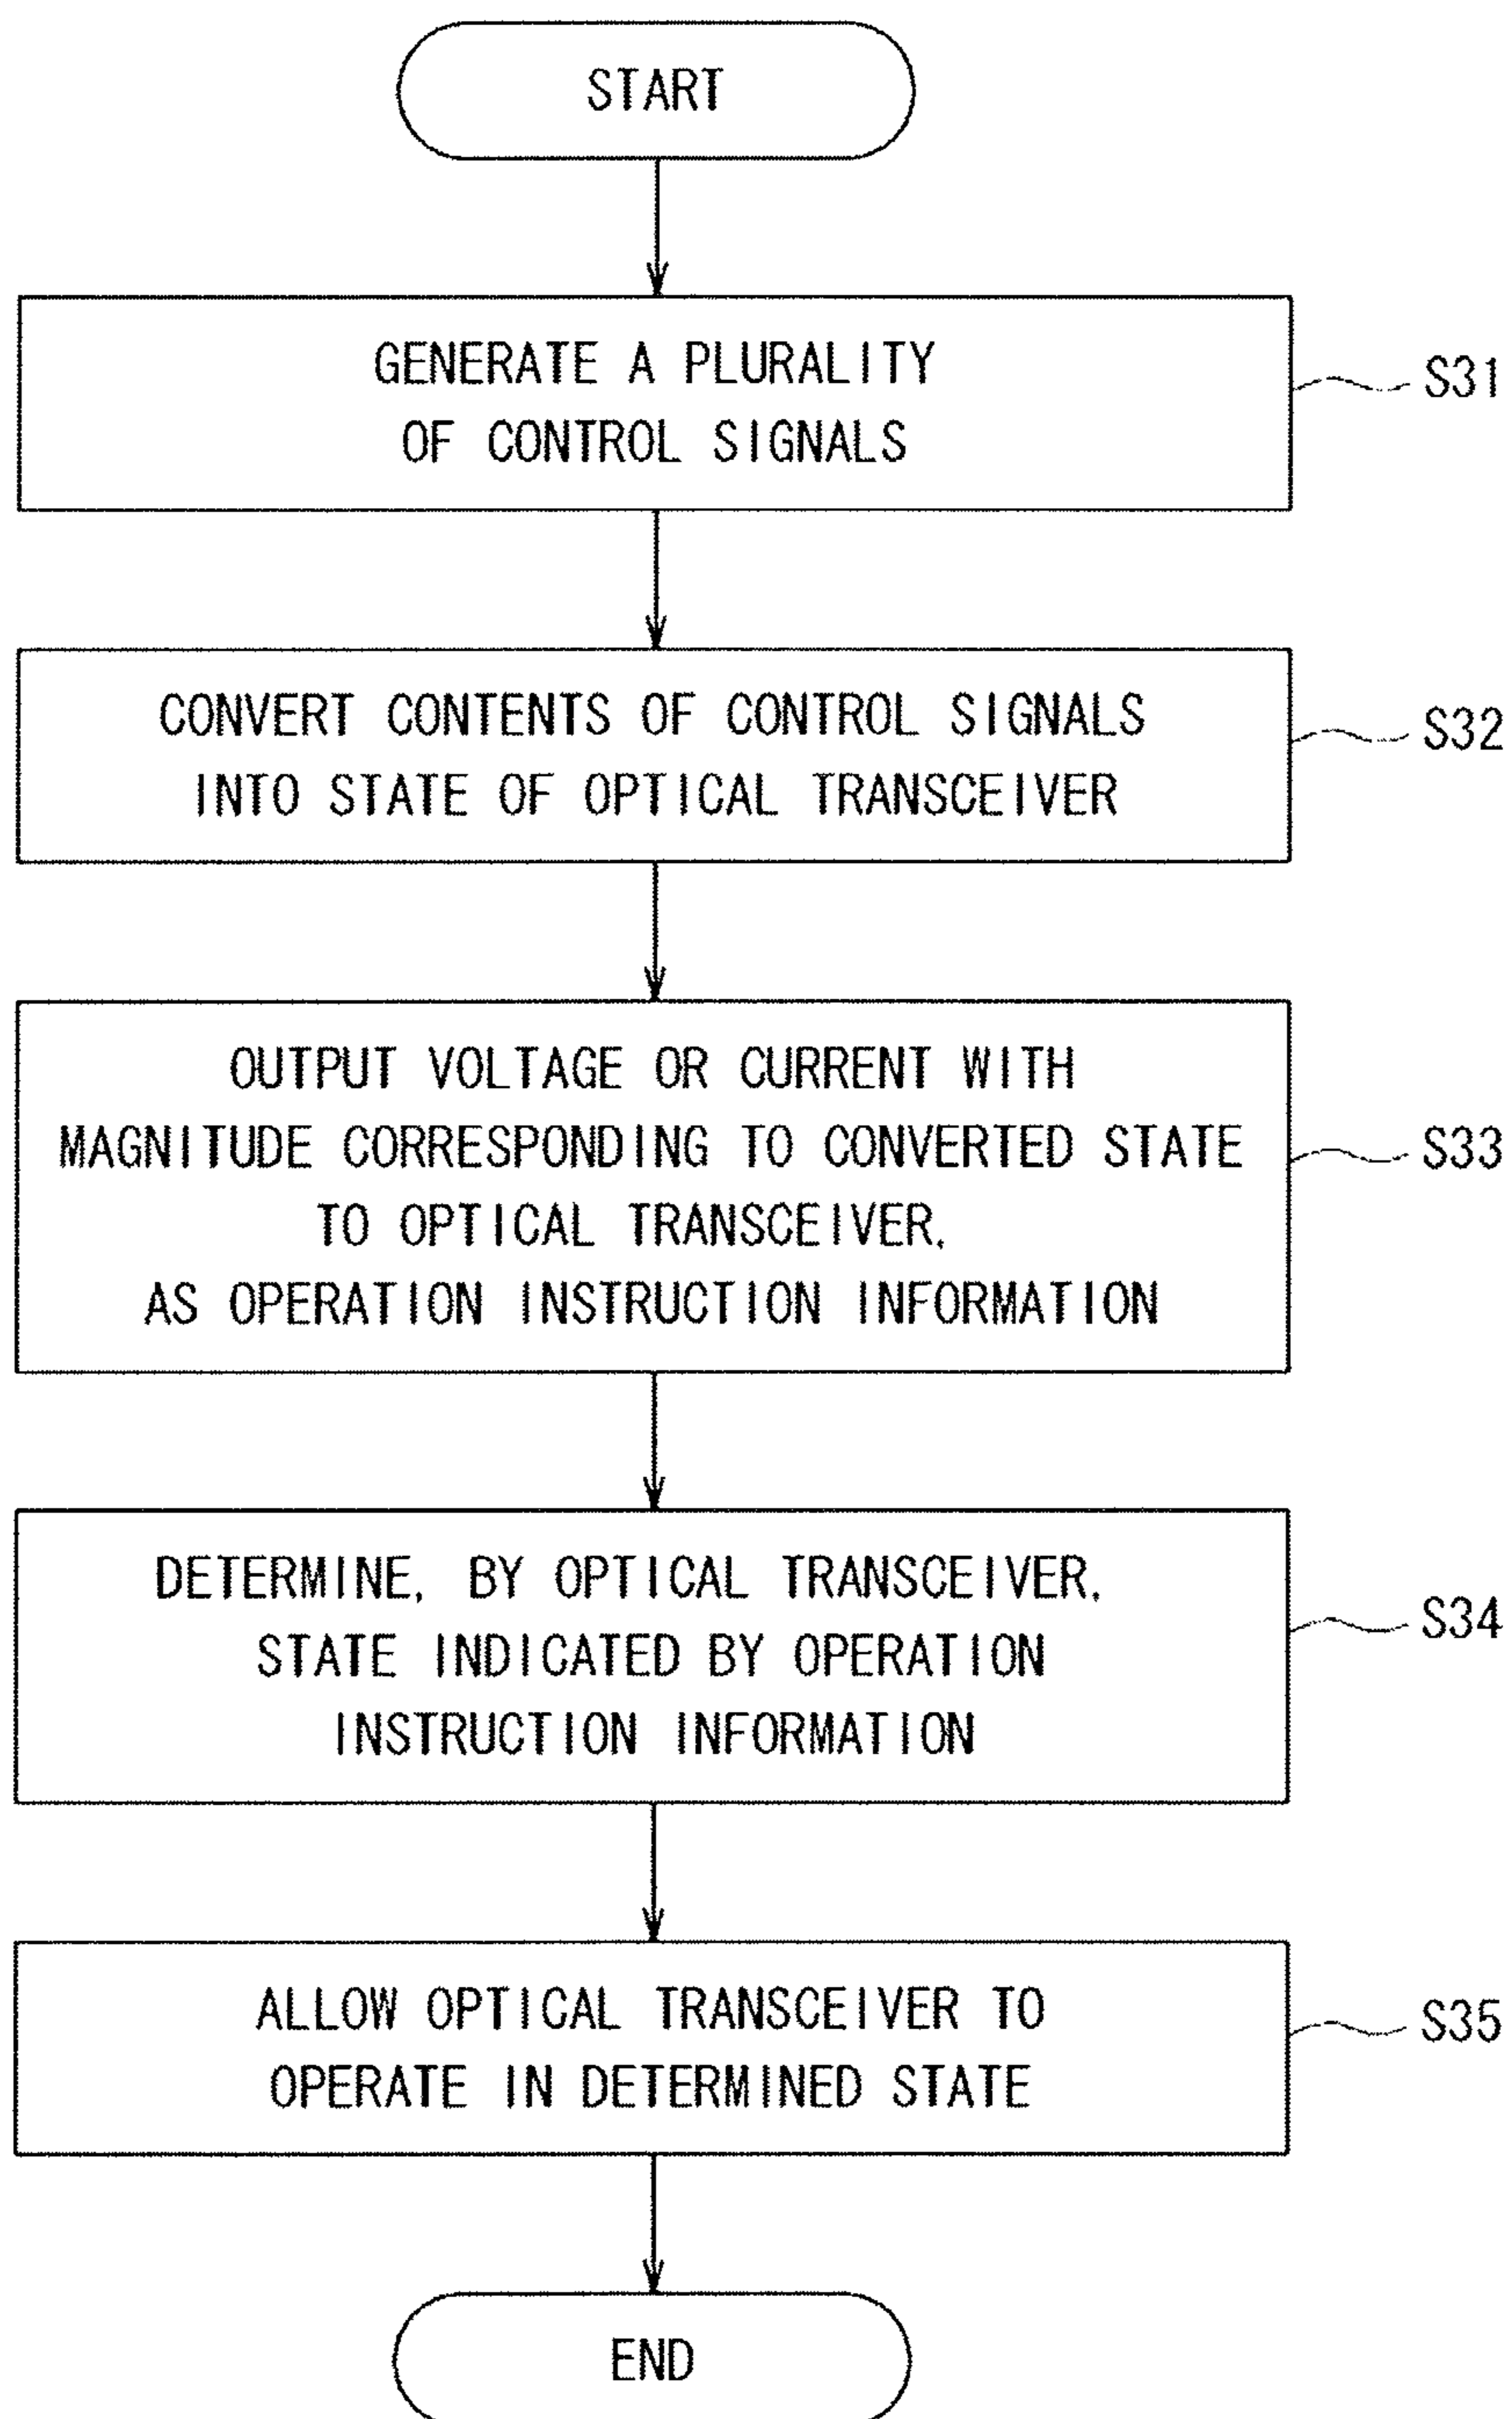 START
GENERATE A PLURALITY
OF CONTROL SIGNALS
S31
CONVERT CONTENTS OF CONTROL SIGNALS
INTO STATE OF OPTICAL TRANSCEIVER
S32
OUTPUT VOLTAGE OR CURRENT WITH
MAGNITUDE CORRESPONDING TO CONVERTED STATE
TO OPTICAL TRANSCEIVER,
AS OPERATION INSTRUCTION INFORMATION
S33
DETERMINE, BY OPTICAL TRANSCEIVER,
STATE INDICATED BY OPERATION
INSTRUCTION INFORMATION
S34
ALLOW OPTICAL TRANSCEIVER TO
OPERATE IN DETERMINED STATE
S35
END